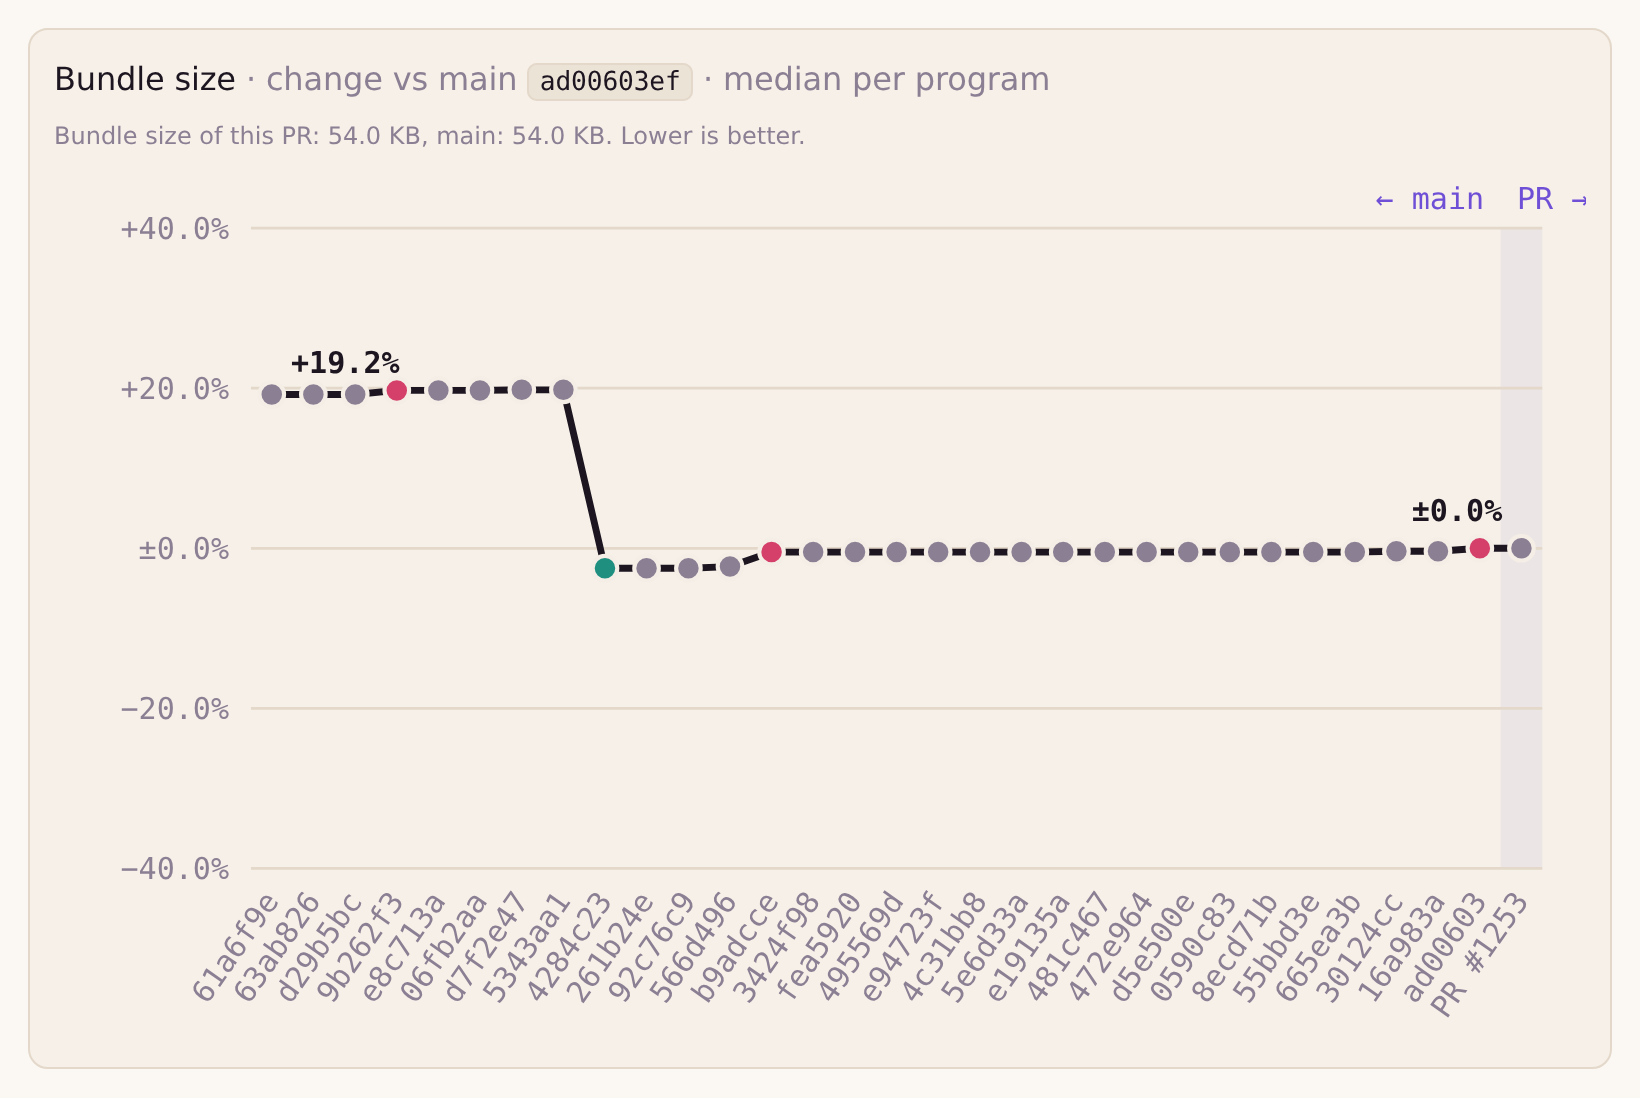 Bundle size · change vs main ad00603ef · median per program
Bundle size of this PR: 54.0 KB, main: 54.0 KB. Lower is better.
← main PR →
+40.0%
+19.2%
+20.0%
±0.0%
±0.0%
−20.0%
−40.0%
61a6f9e
63ab826
d29b5bc
9b262f3
e8c713a
06fb2aa
d7f2e47
5343aa1
4284c23
261b24e
92c76c9
566d496
b9adcce
3424f98
fea5920
495569d
e94723f
4c31bb8
5e6d33a
e19135a
481c467
472e964
d5e500e
0590c83
8ecd71b
55bbd3e
665ea3b
30124cc
16a983a
ad00603
PR #1253